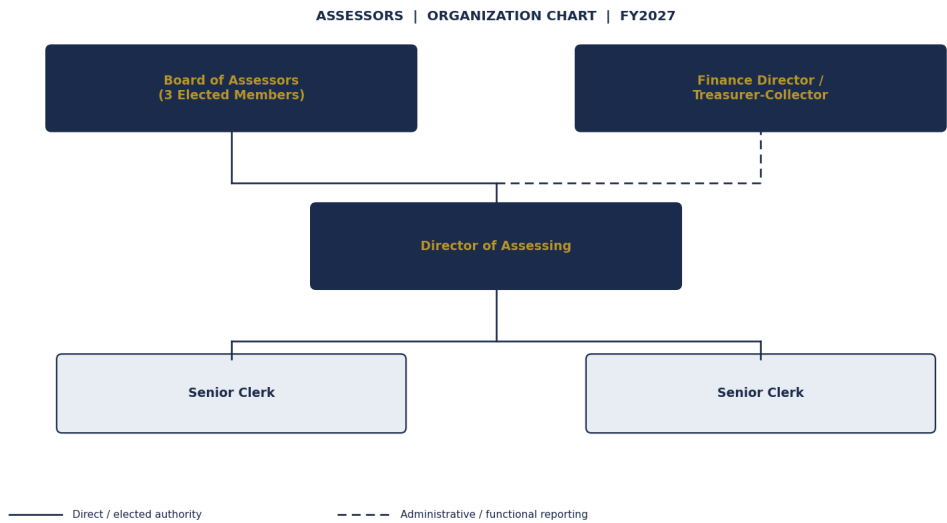 ASSESSORS | ORGANIZATION CHART | FY2027
Board of Assessors
(3 Elected Members)
Finance Director /
Treasurer-Collector
Director of Assessing
Senior Clerk
Senior Clerk
Direct / elected authority
Administrative / functional reporting